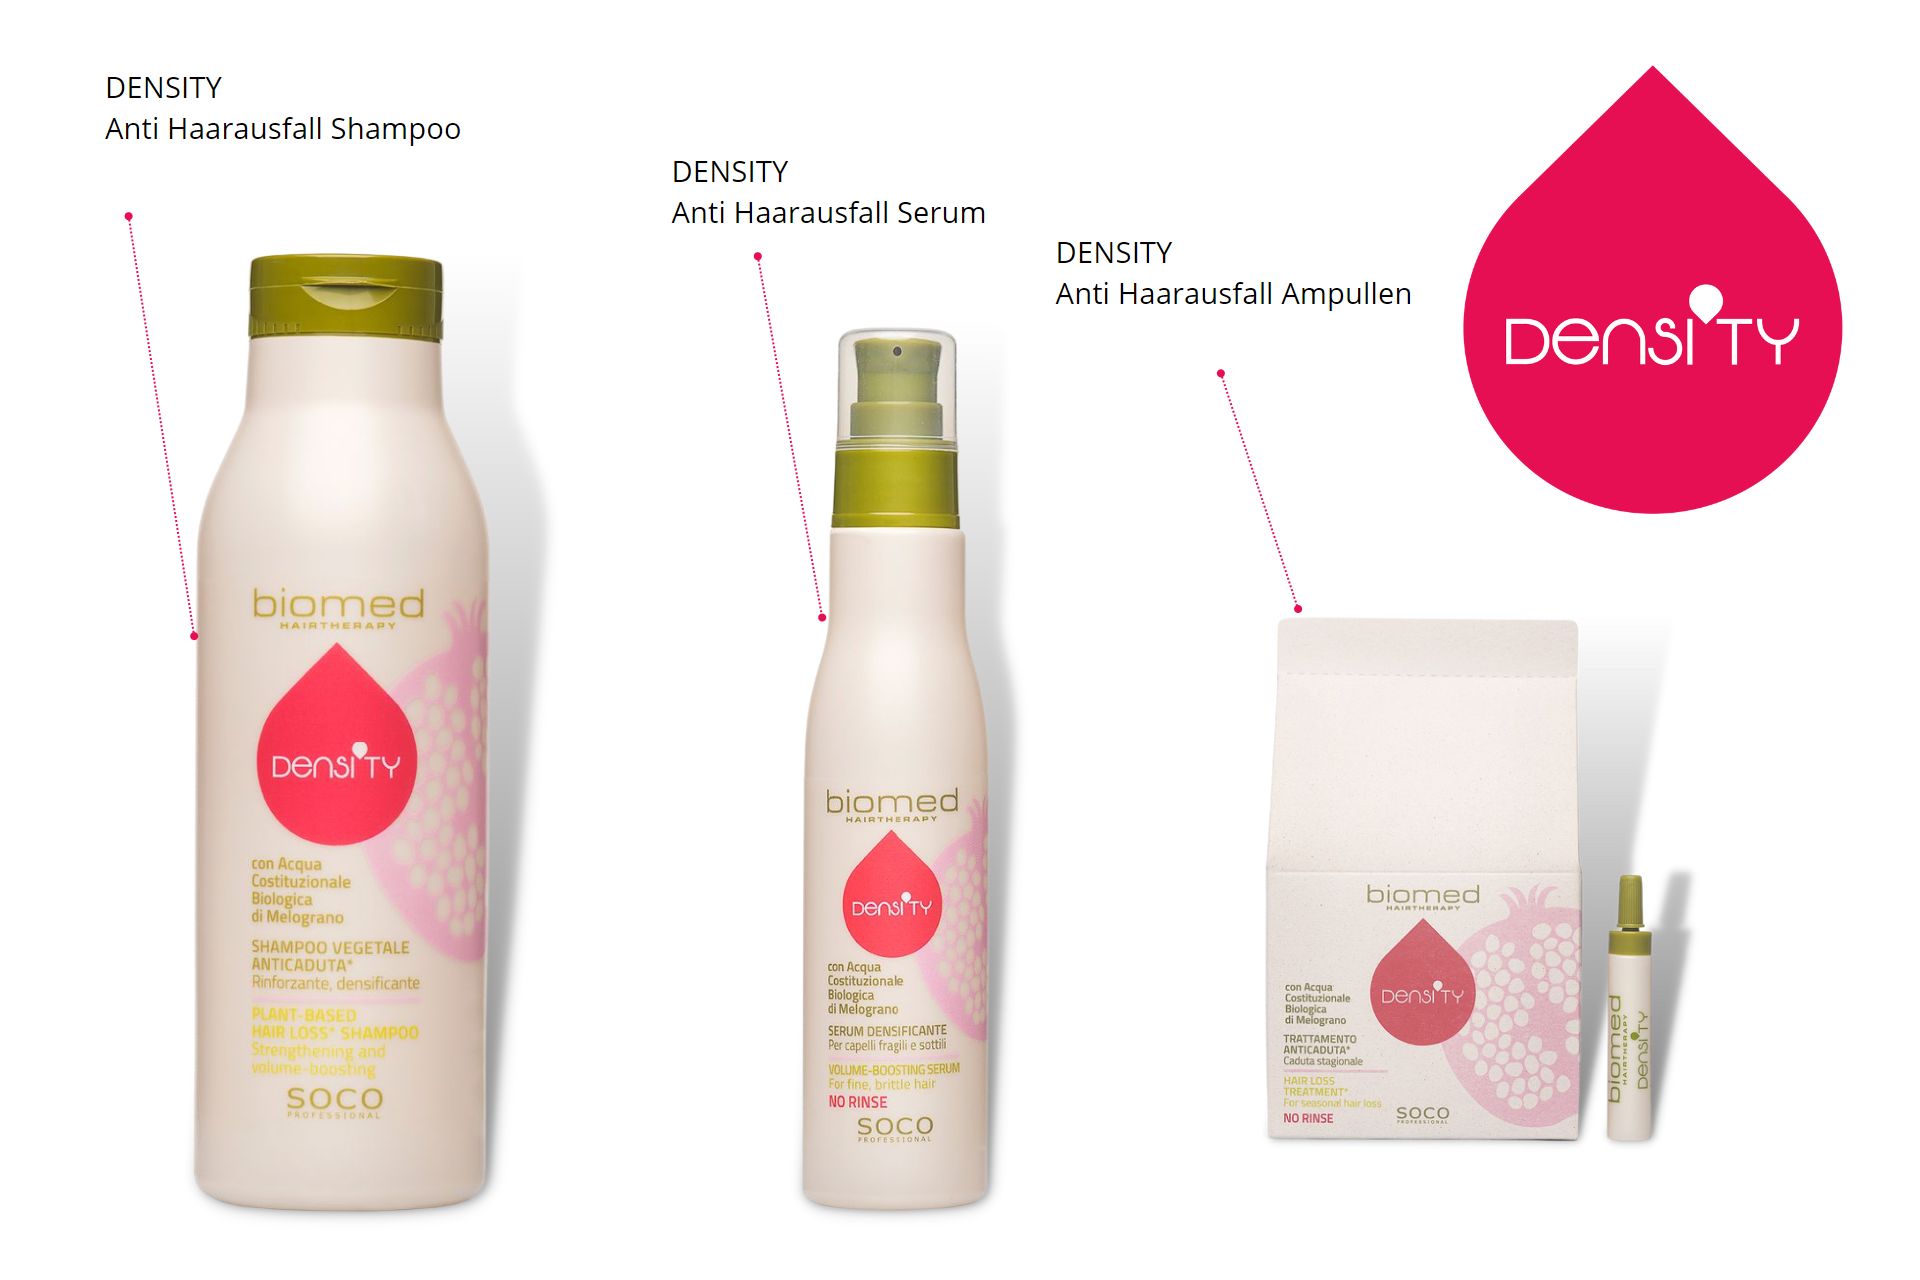 DENSITY
Anti Haarausfall Shampoo
DENSITY
Anti Haarausfall Serum
DENSITY
Anti Haarausfall Ampullen
DENSITY
biomed
HAIRTHERAPY
DENSITY
con Acqua
Costituzionale
Biologica
di Melograno
SHAMPOO VEGETALE
ANTICADUTA*
Rinforzante, densificante
PLANT-BASED
HAIR LOSS* SHAMPOO
Strengthening and
volume-boosting
SOCO
PROFESSIONAL
biomed
HAIRTHERAPY
DENSITY
con Acqua
Costituzionale
Biologica
di Melograno
SERUM DENSIFICANTE
Per capelli fragili e sottili
VOLUME-BOOSTING SERUM
For fine, brittle hair
NO RINSE
SOCO
PROFESSIONAL
biomed
HAIRTHERAPY
DENSITY
con Acqua
Costituzionale
Biologica
di Melograno
TRATTAMENTO
ANTICADUTA*
Caduta stagionale
HAIR LOSS
TREATMENT*
For seasonal hair loss
NO RINSE
SOCO
PROFESSIONAL
biomed
HAIRTHERAPY
DENSITY